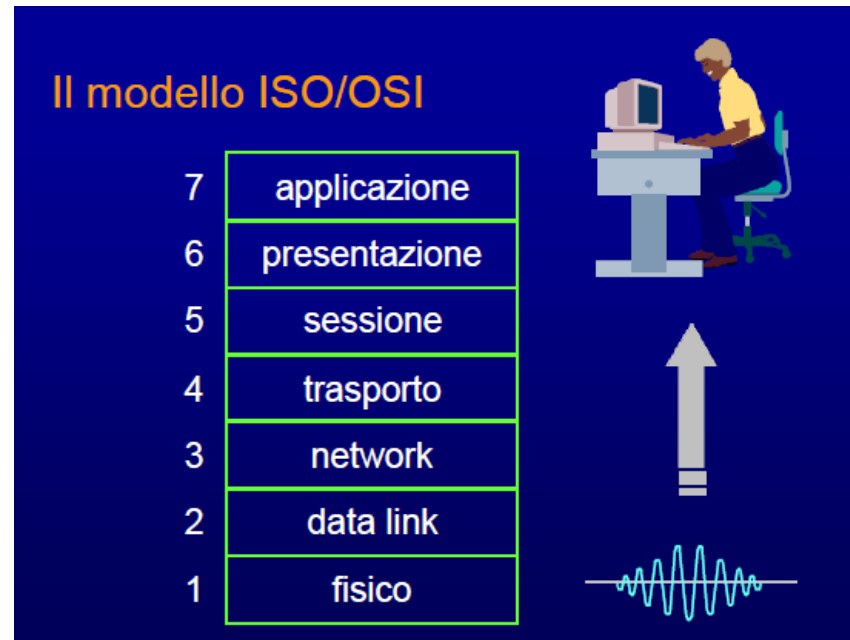 Il modello ISO/OSI
7 applicazione
6 presentazione
5 sessione
4 trasporto
3 network
2 data link
1 fisico